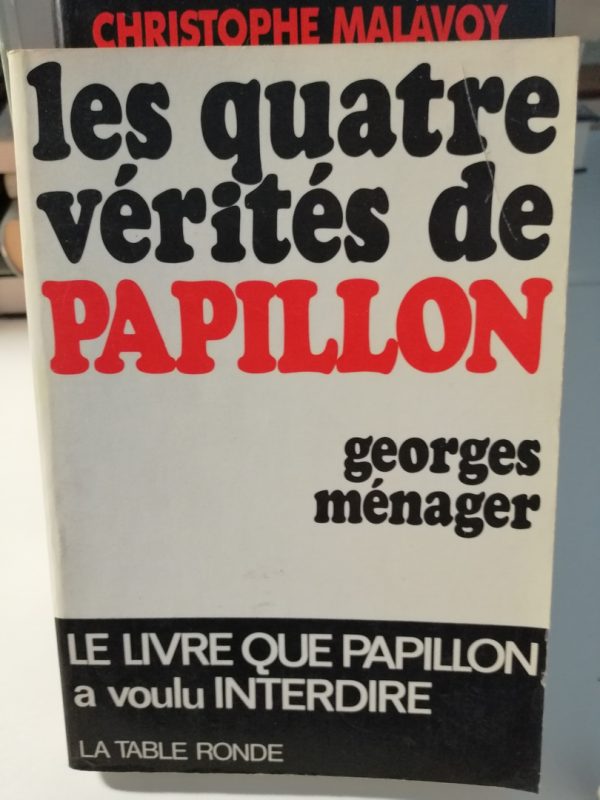 CHRISTOPHE MALAVOY
les quatre
vérités de
PAPILLON
georges
ménager
LE LIVRE QUE PAPILLON
a voulu INTERDIRE
LA TABLE RONDE